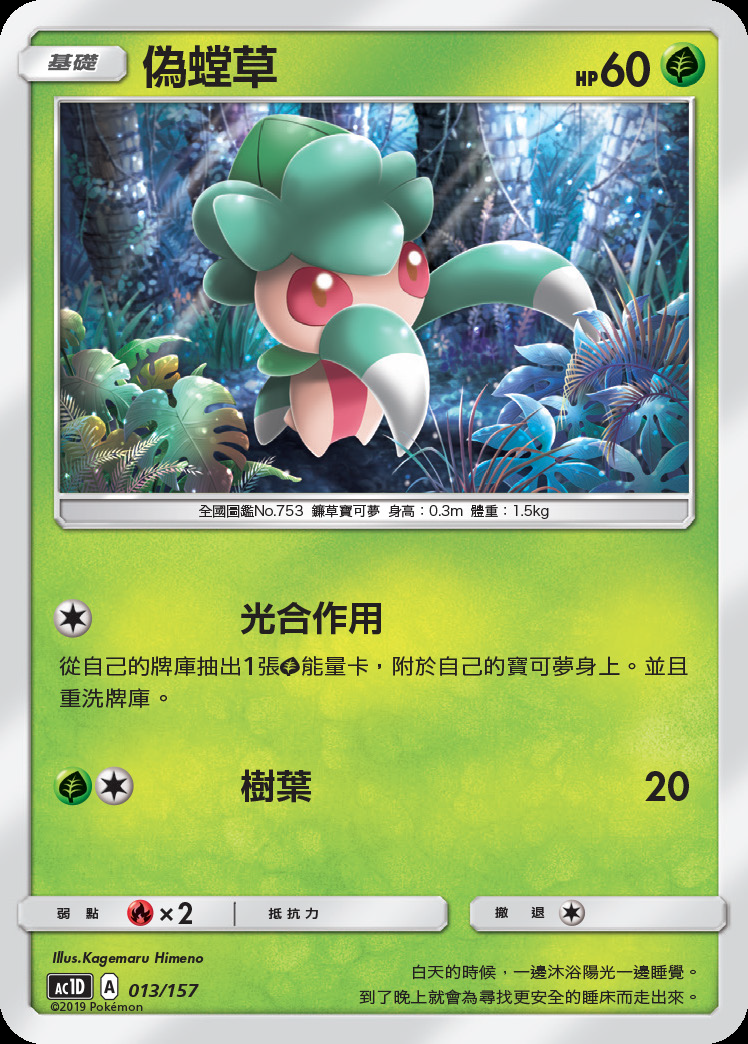 基礎 偽螳草 HP60
全國圖鑑No.753 鐮草寶可夢 身高：0.3m 體重：1.5kg
光合作用
從自己的牌庫抽出1張能量卡，附於自己的寶可夢身上。並且
重洗牌庫。
樹葉 20
弱點 ×2 抵抗力 撤退
Illus.Kagemaru Himeno
白天的時候，一邊沐浴陽光一邊睡覺。
到了晚上就會為尋找更安全的睡床而走出來。
AC1D A 013/157
©2019 Pokémon